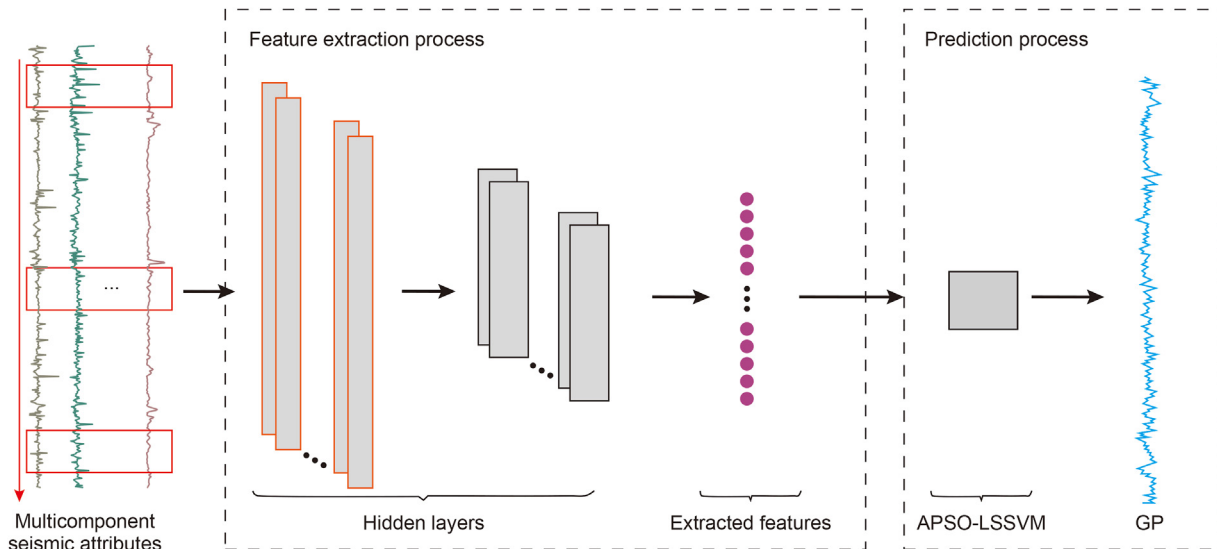 Feature extraction process
Prediction process
...
Multicomponent
seismic attributes
Hidden layers
Extracted features
APSO-LSSVM
GP